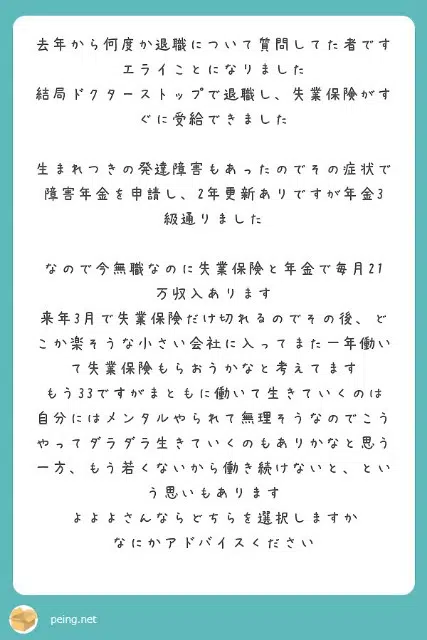 去年から何度か退職について質問してた者です
エライことになりました
結局ドクターストップで退職し、失業保険がす
ぐに受給できました
生まれつきの発達障害もあったのでその症状で
障害年金を申請し、2年更新ありですが年金3
級通りました
なので今無職なのに失業保険と年金で毎月21
万収入あります
来年3月で失業保険だけ切れるのでその後、ど
こか楽そうな小さい会社に入ってまた一年働い
て失業保険もらおうかなと考えてます
もう33ですがまともに働いて生きていくのは
自分にはメンタルやられて無理そうなのでこう
やってダラダラ生きていくのもありかなと思う
一方、もう若くないから働き続けないと、とい
う思いもあります
よよよさんならどちらを選択しますか
なにかアドバイスください
peing.net